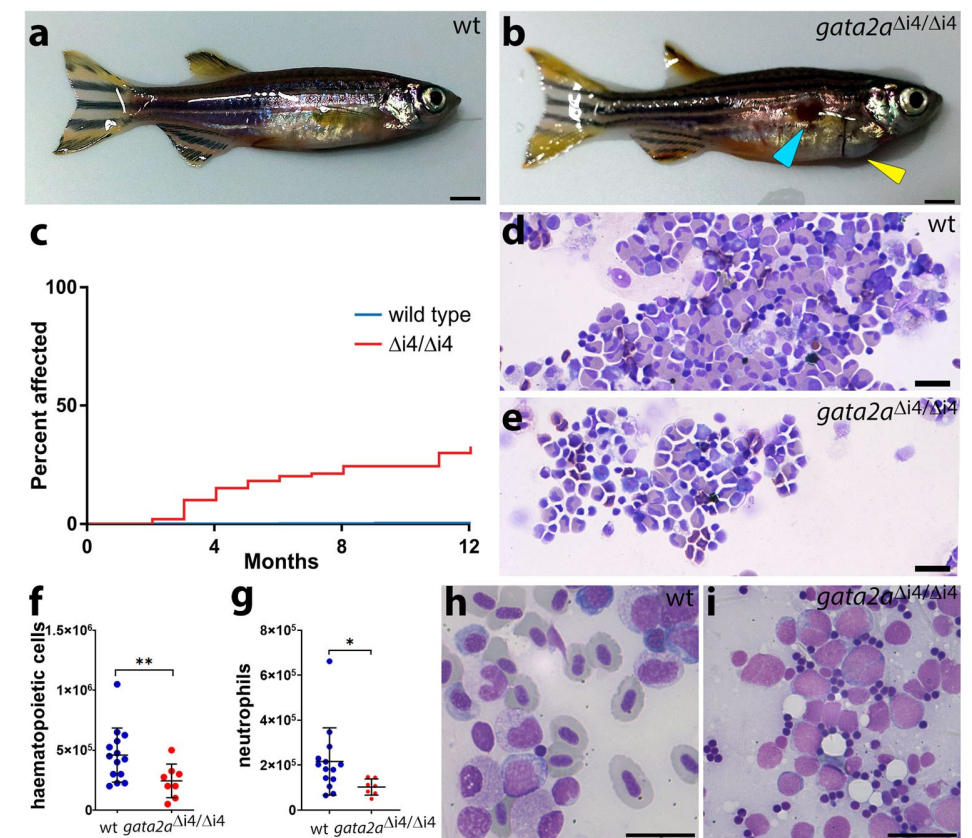 a
wt
b
gata2aΔi4/Δi4
c
100
50
0
Percent affected
wild type
Δi4/Δi4
0
4
8
12
Months
d
wt
e
gata2aΔi4/Δi4
f
haematopoietic cells
1.5×10⁶
1×10⁶
5×10⁵
0
**
wt gata2aΔi4/Δi4
g
neutrophils
8×10⁵
6×10⁵
4×10⁵
2×10⁵
0
*
wt gata2aΔi4/Δi4
h
wt
i
gata2aΔi4/Δi4